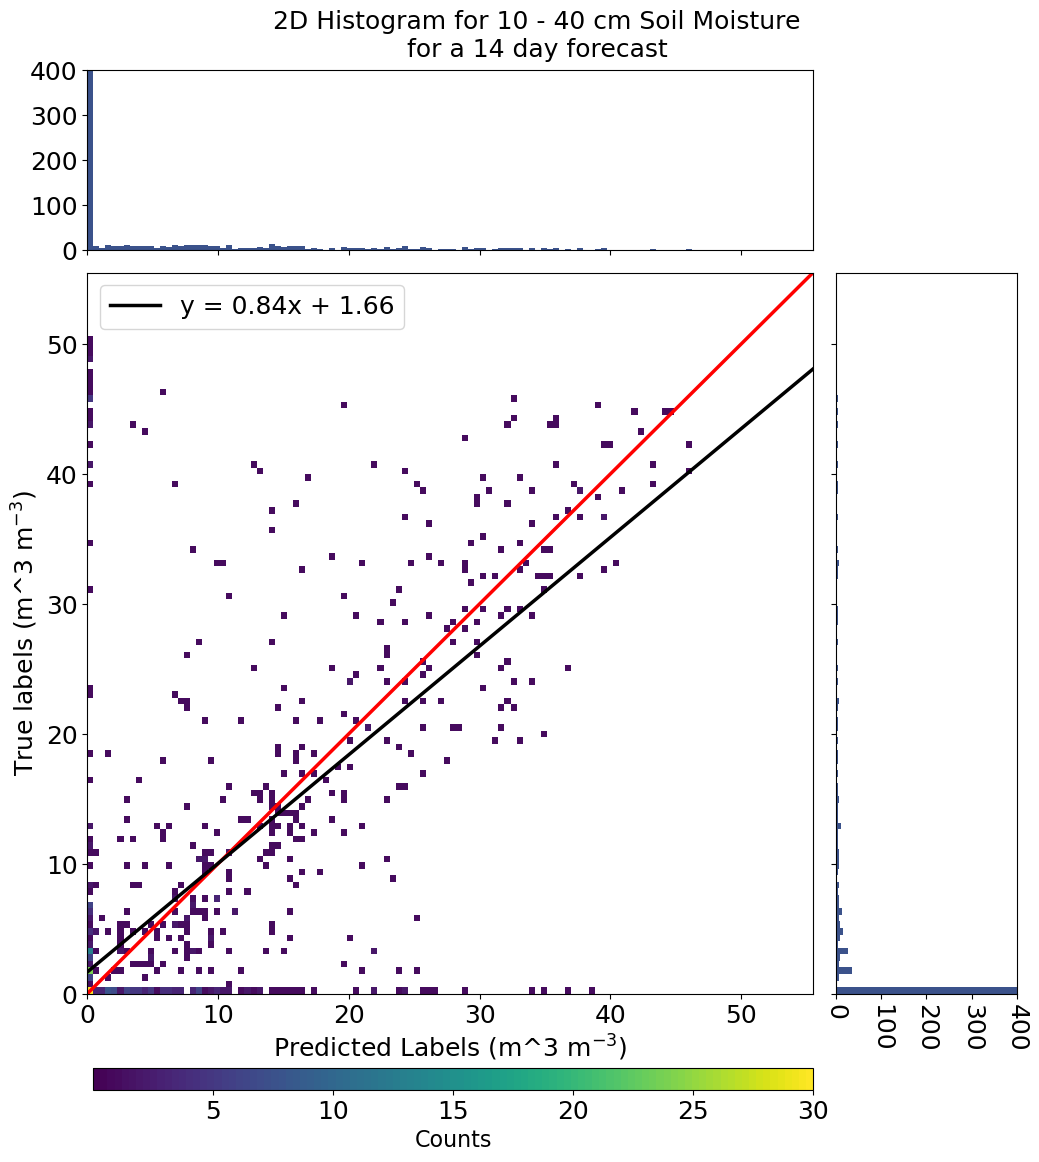 2D Histogram for 10 - 40 cm Soil Moisture
for a 14 day forecast
400
300
200
100
0
y = 0.84x + 1.66
True labels (m^3 m⁻³)
50
40
30
20
10
0
0 10 20 30 40 50
Predicted Labels (m^3 m⁻³)
0 100 200 300 400
5 10 15 20 25 30
Counts